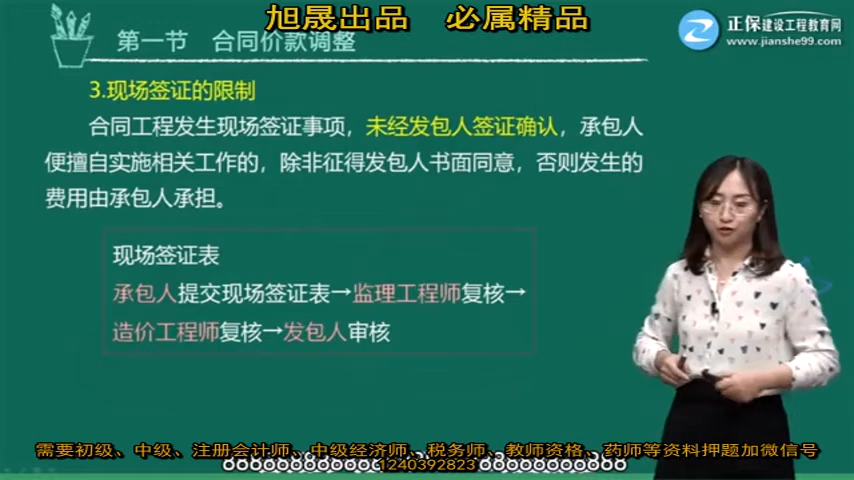 旭晟出品 必属精品
正保建设工程教育网
www.jianshe99.com
第一节 合同价款调整
3.现场签证的限制
合同工程发生现场签证事项，未经发包人签证确认，承包人
便擅自实施相关工作的，除非征得发包人书面同意，否则发生的
费用由承包人承担。
现场签证表
承包人提交现场签证表→监理工程师复核→
造价工程师复核→发包人审核
需要初级、中级、注册会计师、中级经济师、税务师、教师资格、药师等资料押题加微信号
1240392823